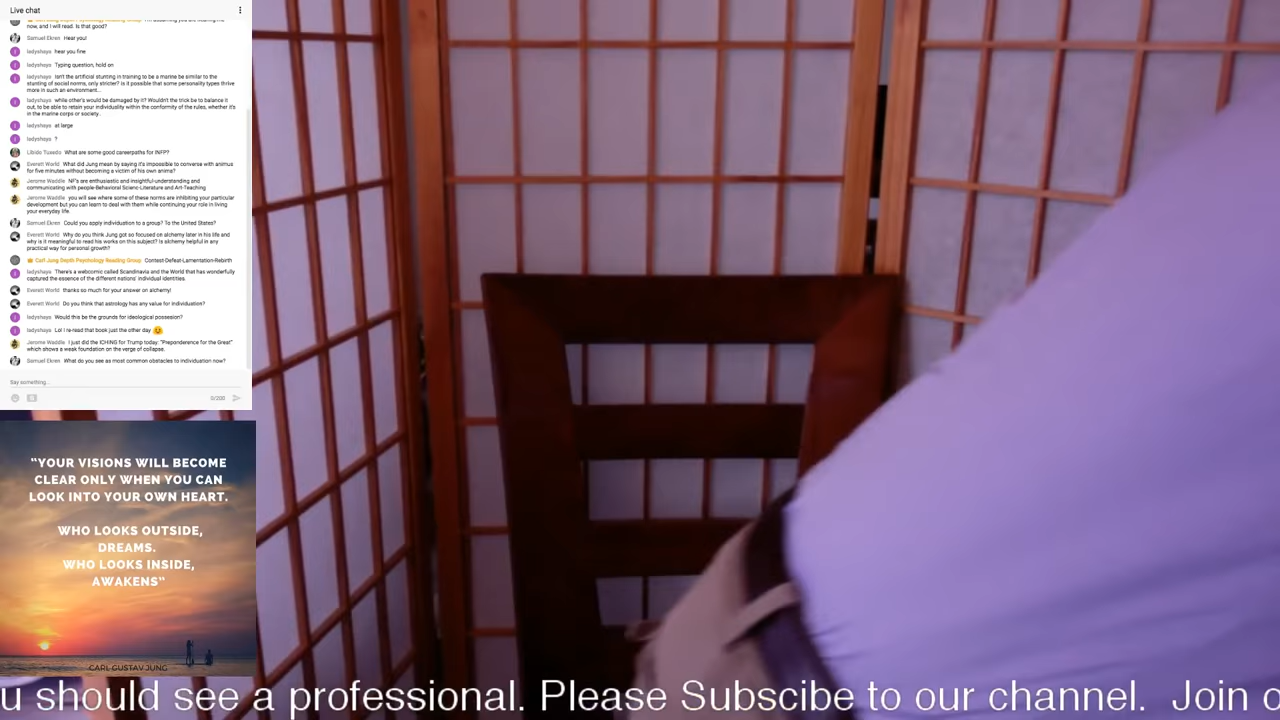 Live chat
now, and I will read. Is that good?
Samuel Ekren Hear you!
ladyshaya hear you fine
ladyshaya Typing question, hold on
ladyshaya Isn't the artificial stunting in training to be a marine be similar to the
stunting of social norms, only stricter? is it possible that some personality types thrive
more in such an environment...
ladyshaya while other's would be damaged by it? Wouldn't the trick be to balance it
out, to be able to retain your individuality within the conformity of the rules, whether it's
in the marine corps or society..
ladyshaya at large
ladyshaya ?
Libido Tuxedo What are some good careerpaths for INFP?
Everett World What did Jung mean by saying it's impossible to converse with animus
for five minutes without becoming a victim of his own anima?
Jerome Waddle NF's are enthusiastic and insightful-understanding and
communicating with people-Behavioral Scienc-Literature and Art-Teaching
Jerome Waddle you will see where some of these norms are inhibiting your particular
development but you can learn to deal with them while continuing your role in living
your everyday life.
Samuel Ekren Could you apply individuation to a group? To the United States?
Everett World Why do you think Jung got so focused on alchemy later in his life and
why is it meaningful to read his works on this subject? Is alchemy helpful in any
practical way for personal growth?
Carl Jung Depth Psychology Reading Group Contest-Defeat-Lamentation-Rebirth
ladyshaya There's a webcomic called Scandinavia and the World that has wonderfully
captured the essence of the different nations' individual identities.
Everett World thanks so much for your answer on alchemy!
Everett World Do you think that astrology has any value for Individuation?
ladyshaya Would this be the grounds for ideological possesion?
ladyshaya Lol I re-read that book just the other day
Jerome Waddle I just did the ICHING for Trump today: "Preponderence for the Great"
which shows a weak foundation on the verge of collapse.
Samuel Ekren What do you see as most common obstacles to individuation now?
Say something...
0/200
"YOUR VISIONS WILL BECOME
CLEAR ONLY WHEN YOU CAN
LOOK INTO YOUR OWN HEART.
WHO LOOKS OUTSIDE,
DREAMS.
WHO LOOKS INSIDE,
AWAKENS"
CARL GUSTAV JUNG
u should see a professional. Please Subscibe to our channel. Join o